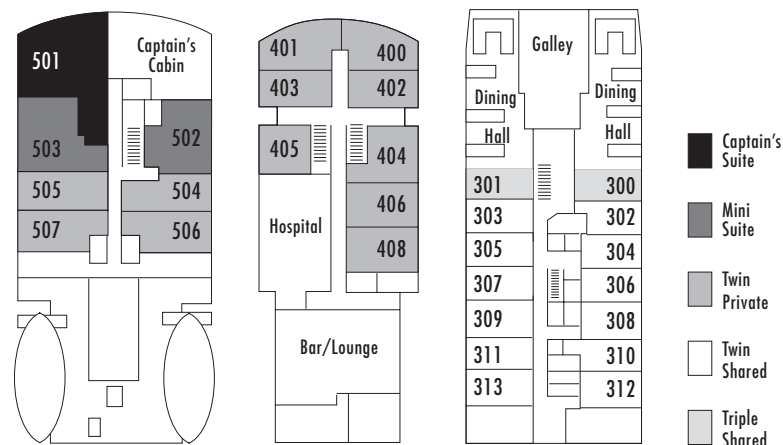 501
Captain's
Cabin
503
502
505
504
507
506
401
400
403
402
405
404
406
Hospital
408
Bar/Lounge
Galley
Dining
Hall
Dining
Hall
301
300
303
302
305
304
307
306
309
308
311
310
313
312
Captain's
Suite
Mini
Suite
Twin
Private
Twin
Shared
Triple
Shared